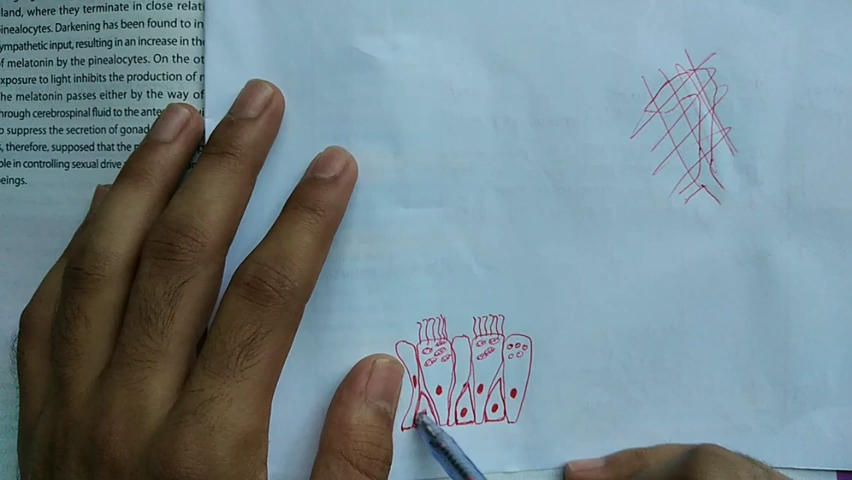 land, where they terminate in close relati
inealocytes. Darkening has been found to in
ympathetic input, resulting in an increase in the
f melatonin by the pinealocytes. On the ot
xposure to light inhibits the production of
he melatonin passes either by the way of
hrough cerebrospinal fluid to the ante
o suppress the secretion of gonad
s, therefore, supposed that the
ole in controlling sexual drive
eings.